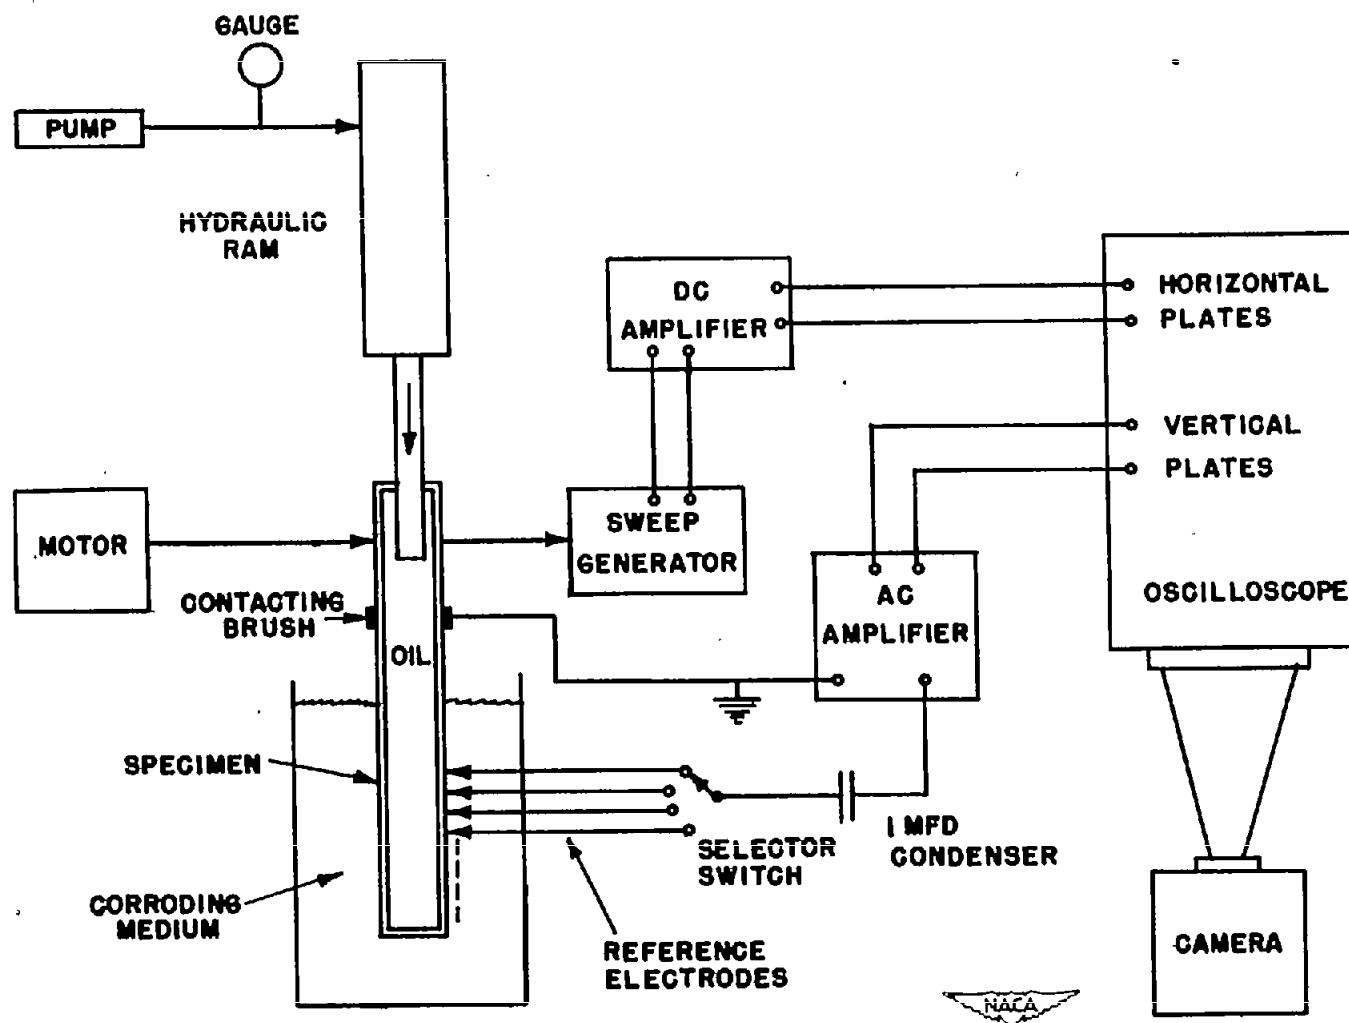 GAUGE
PUMP
HYDRAULIC
RAM
DC
AMPLIFIER
HORIZONTAL
PLATES
VERTICAL
PLATES
MOTOR
SWEEP
GENERATOR
CONTACTING
BRUSH
OIL
AC
AMPLIFIER
OSCILLOSCOPE
SPECIMEN
SELECTOR
SWITCH
1 MFD
CONDENSER
CORRODING
MEDIUM
REFERENCE
ELECTRODES
CAMERA
NACA